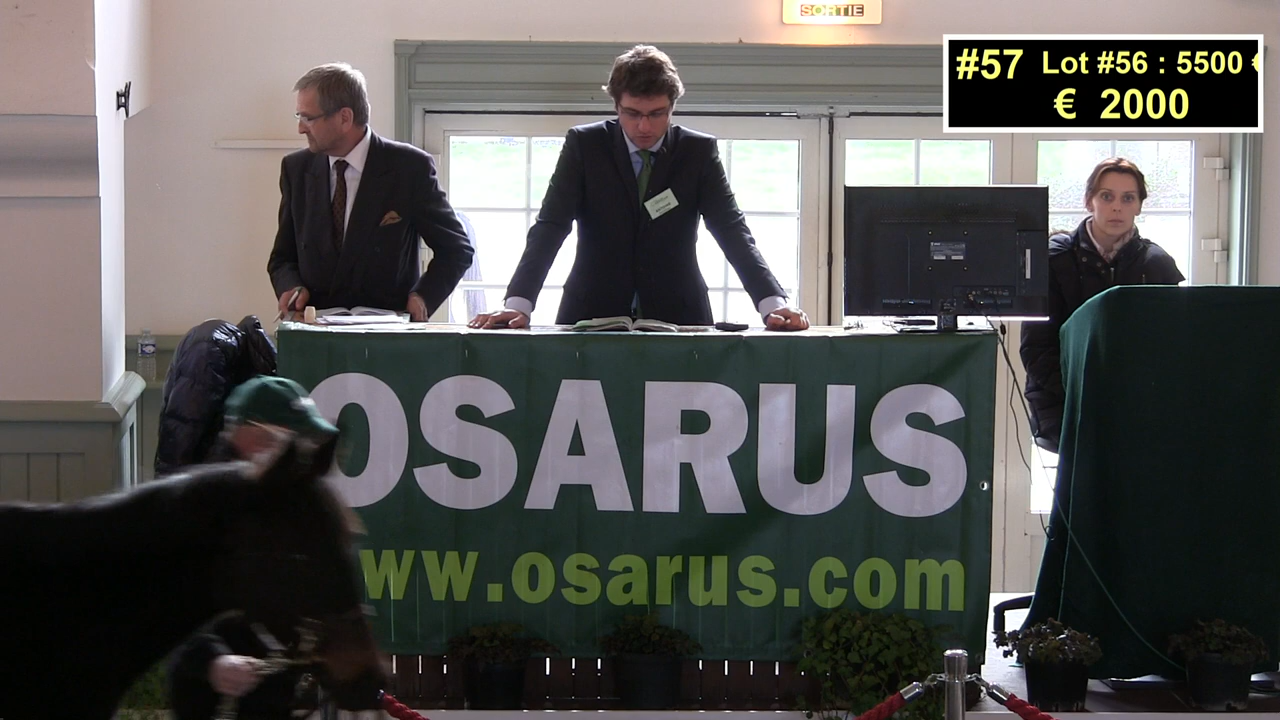 SORTIE
#57 Lot #56 : 5500 €
€ 2000
OSARUS
www.osarus.com